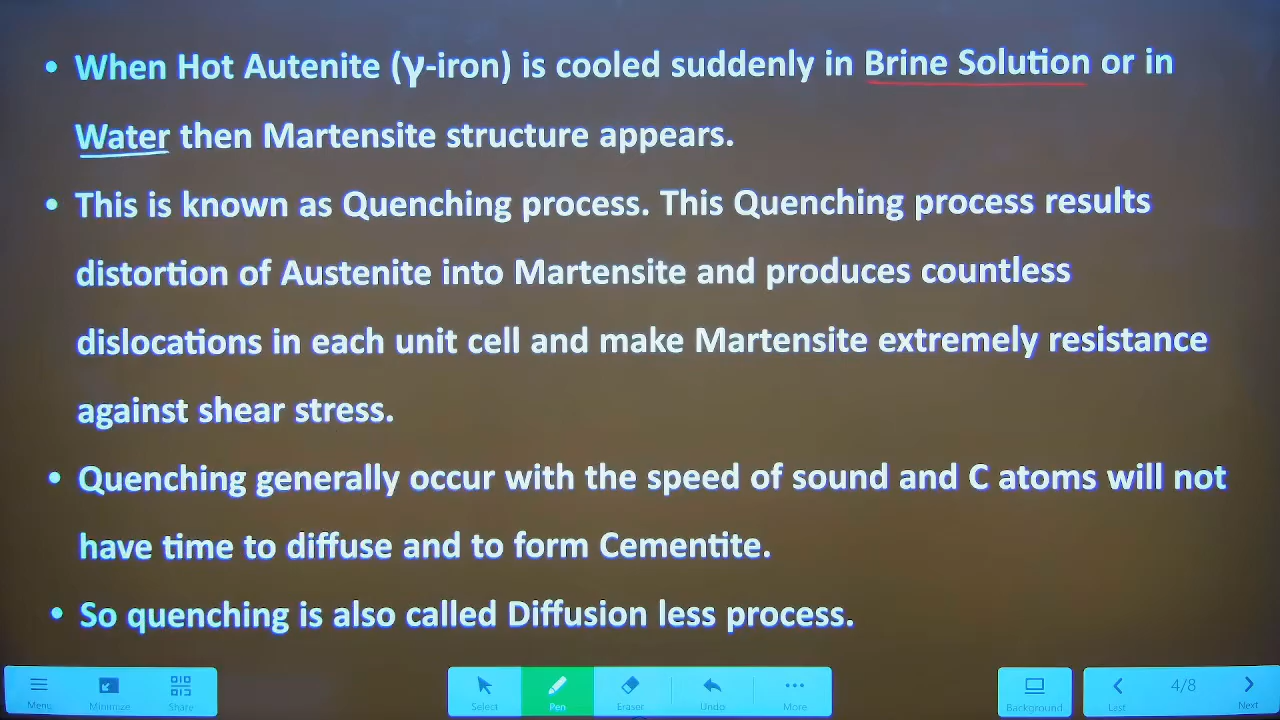 • When Hot Autenite (γ-iron) is cooled suddenly in Brine Solution or in
Water then Martensite structure appears.
• This is known as Quenching process. This Quenching process results
distortion of Austenite into Martensite and produces countless
dislocations in each unit cell and make Martensite extremely resistance
against shear stress.
• Quenching generally occur with the speed of sound and C atoms will not
have time to diffuse and to form Cementite.
• So quenching is also called Diffusion less process.
Menu Minimize Share Select Pen Eraser Undo More Background Last 4/8 Next